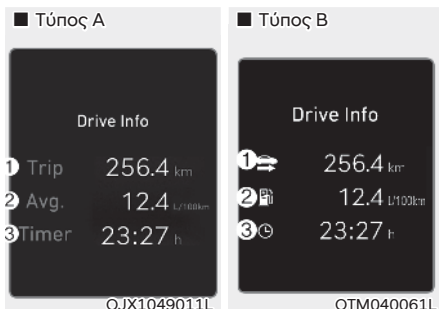 ■ Τύπος A
Drive Info
1 Trip 256.4 km
2 Avg. 12.4 L/100km
3 Timer 23:27 h
OJX1049011L
■ Τύπος B
Drive Info
1 256.4 km
2 12.4 L/100km
3 23:27 h
OTM040061L